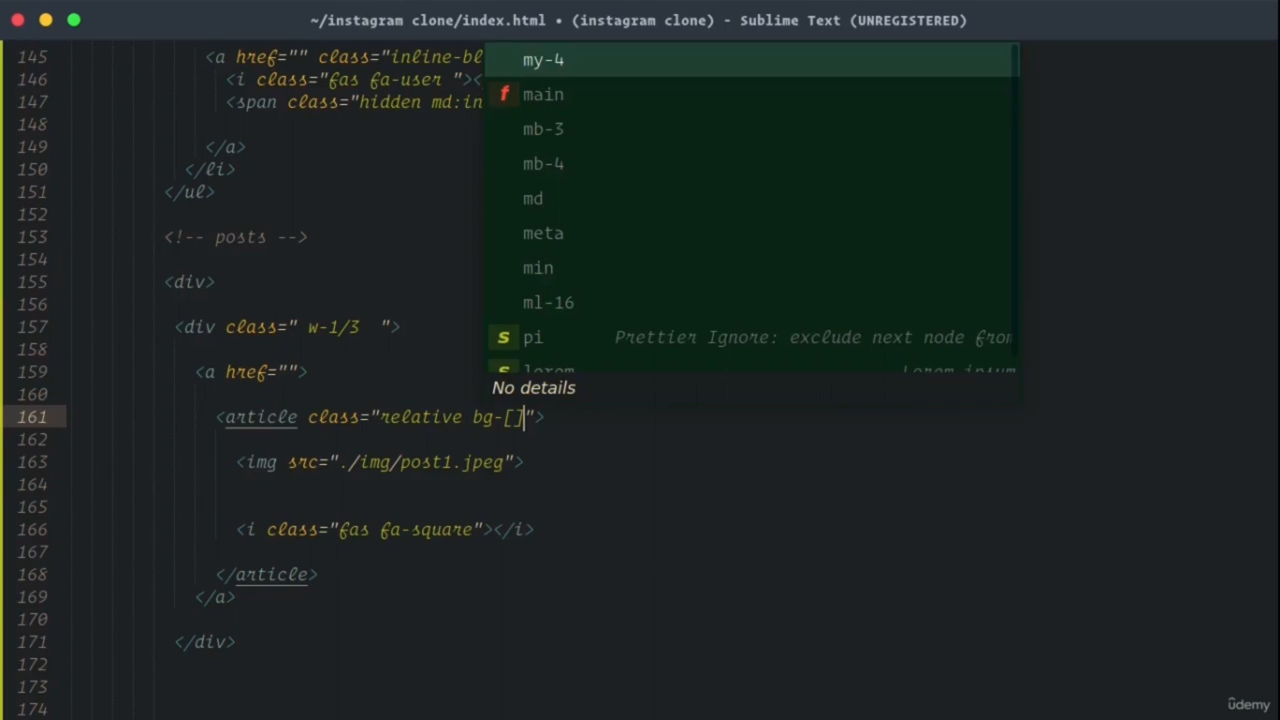 ~/instagram clone/index.html • (instagram clone) - Sublime Text (UNREGISTERED)
145 <a href="" class="inline-bl
146 <i class="fas fa-user "><
147 <span class="hidden md:in
148
149 </a>
150 </li>
151 </ul>
152
153 <!-- posts -->
154
155 <div>
156
157 <div class=" w-1/3  ">
158
159 <a href="">
160
161 <article class="relative bg-[]">
162
163 <img src="./img/post1.jpeg">
164
165
166 <i class="fas fa-square"></i>
167
168 </article>
169 </a>
170
171 </div>
172
173
174
my-4
f main
mb-3
mb-4
md
meta
min
ml-16
s pi Prettier Ignore: exclude next node from
s lorem Lorem ipsum
No details
ûdemy